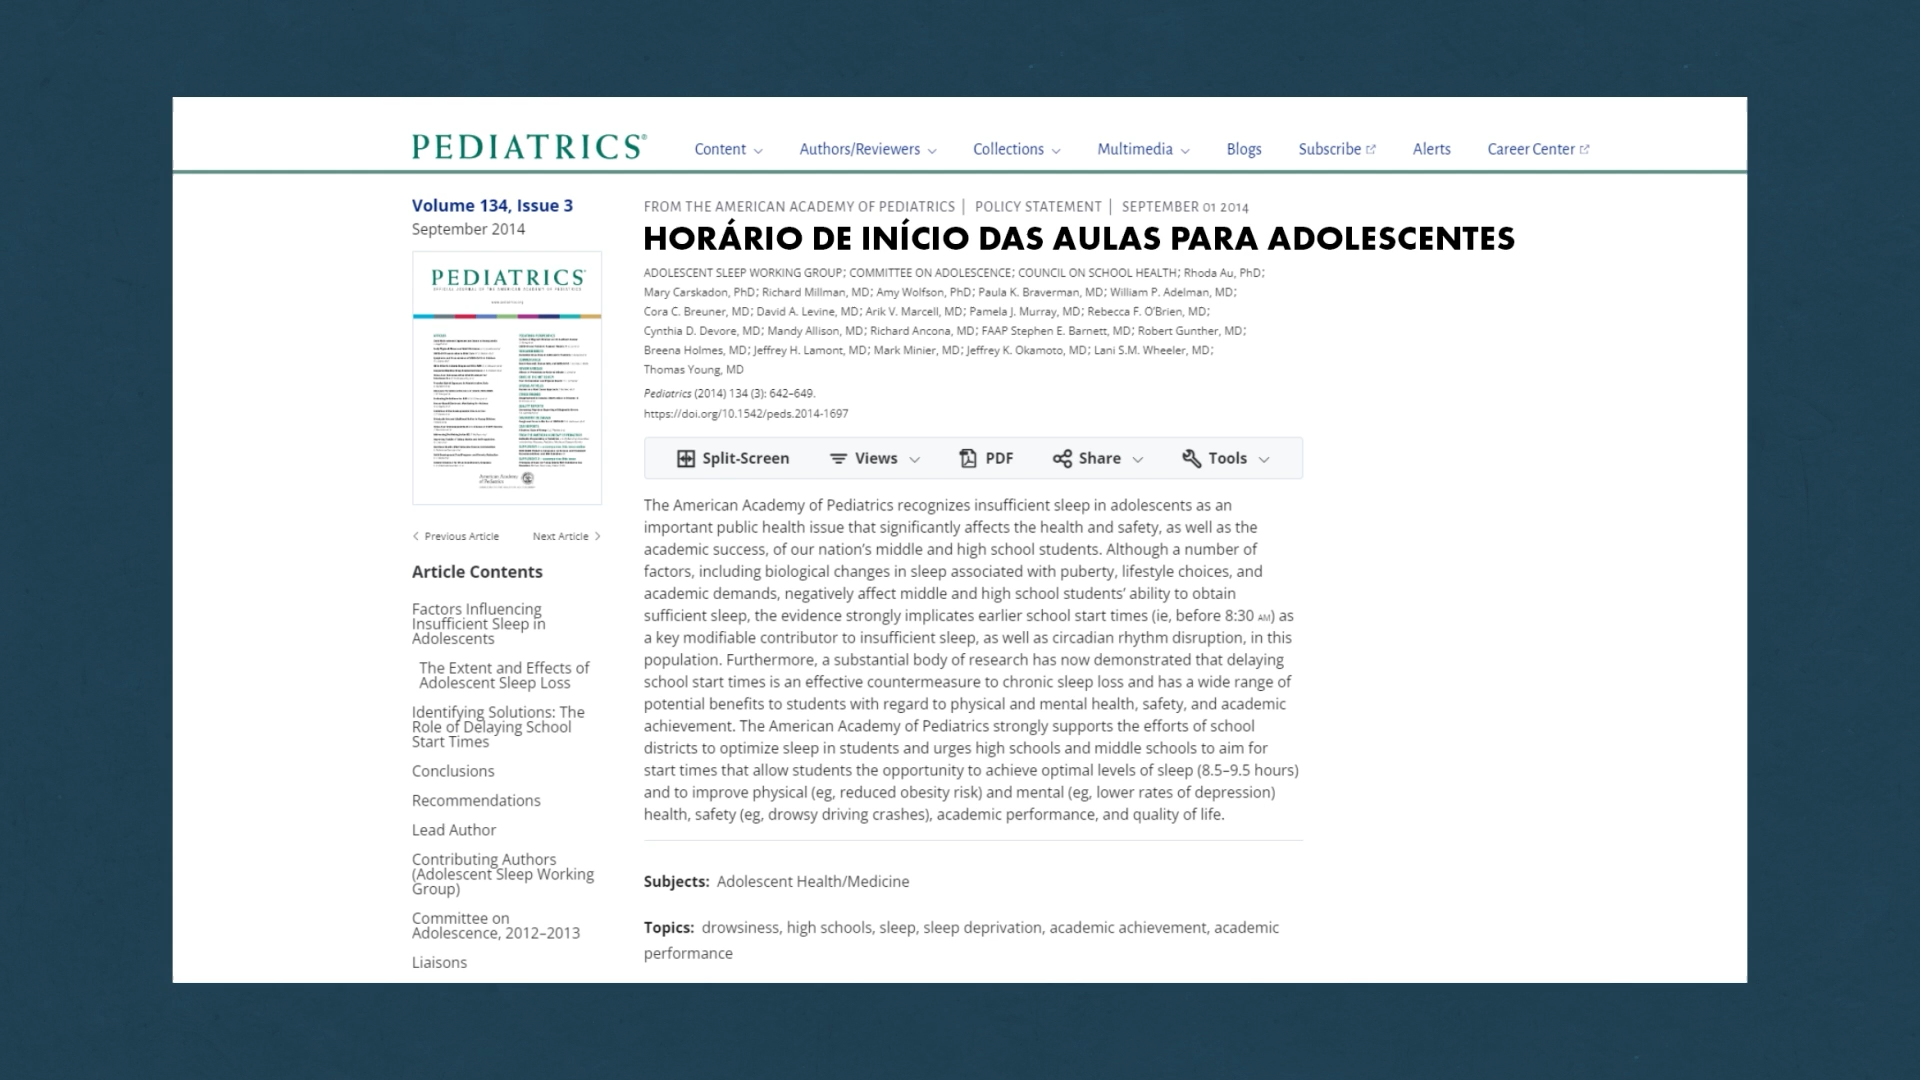 PEDIATRICS®
Content
Authors/Reviewers
Collections
Multimedia
Blogs
Subscribe
Alerts
Career Center
Volume 134, Issue 3
September 2014
PEDIATRICS
OFFICIAL JOURNAL OF THE AMERICAN ACADEMY OF PEDIATRICS
American Academy
of Pediatrics
Previous Article
Next Article
Article Contents
Factors Influencing
Insufficient Sleep in
Adolescents
The Extent and Effects of
Adolescent Sleep Loss
Identifying Solutions: The
Role of Delaying School
Start Times
Conclusions
Recommendations
Lead Author
Contributing Authors
(Adolescent Sleep Working
Group)
Committee on
Adolescence, 2012–2013
Liaisons
FROM THE AMERICAN ACADEMY OF PEDIATRICS | POLICY STATEMENT | SEPTEMBER 01 2014
HORÁRIO DE INÍCIO DAS AULAS PARA ADOLESCENTES
ADOLESCENT SLEEP WORKING GROUP; COMMITTEE ON ADOLESCENCE; COUNCIL ON SCHOOL HEALTH; Rhoda Au, PhD;
Mary Carskadon, PhD; Richard Millman, MD; Amy Wolfson, PhD; Paula K. Braverman, MD; William P. Adelman, MD;
Cora C. Breuner, MD; David A. Levine, MD; Arik V. Marcell, MD; Pamela J. Murray, MD; Rebecca F. O'Brien, MD;
Cynthia D. Devore, MD; Mandy Allison, MD; Richard Ancona, MD; FAAP Stephen E. Barnett, MD; Robert Gunther, MD;
Breena Holmes, MD; Jeffrey H. Lamont, MD; Mark Minier, MD; Jeffrey K. Okamoto, MD; Lani S.M. Wheeler, MD;
Thomas Young, MD
Pediatrics (2014) 134 (3): 642–649.
https://doi.org/10.1542/peds.2014-1697
Split-Screen
Views
PDF
Share
Tools
The American Academy of Pediatrics recognizes insufficient sleep in adolescents as an
important public health issue that significantly affects the health and safety, as well as the
academic success, of our nation's middle and high school students. Although a number of
factors, including biological changes in sleep associated with puberty, lifestyle choices, and
academic demands, negatively affect middle and high school students' ability to obtain
sufficient sleep, the evidence strongly implicates earlier school start times (ie, before 8:30 AM) as
a key modifiable contributor to insufficient sleep, as well as circadian rhythm disruption, in this
population. Furthermore, a substantial body of research has now demonstrated that delaying
school start times is an effective countermeasure to chronic sleep loss and has a wide range of
potential benefits to students with regard to physical and mental health, safety, and academic
achievement. The American Academy of Pediatrics strongly supports the efforts of school
districts to optimize sleep in students and urges high schools and middle schools to aim for
start times that allow students the opportunity to achieve optimal levels of sleep (8.5–9.5 hours)
and to improve physical (eg, reduced obesity risk) and mental (eg, lower rates of depression)
health, safety (eg, drowsy driving crashes), academic performance, and quality of life.
Subjects: Adolescent Health/Medicine
Topics: drowsiness, high schools, sleep, sleep deprivation, academic achievement, academic
performance